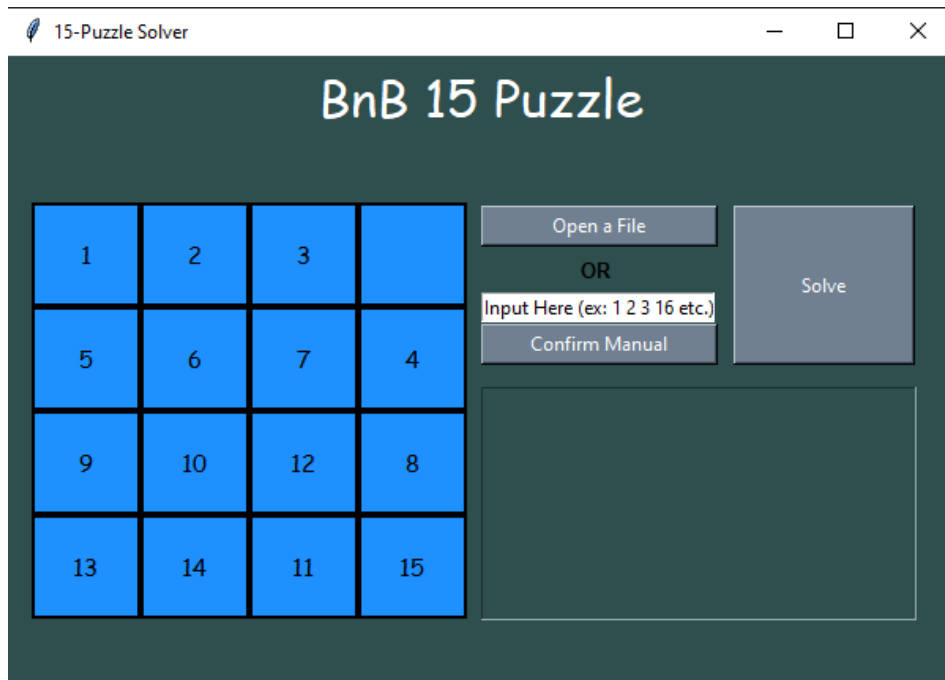 15-Puzzle Solver
BnB 15 Puzzle
1 2 3
5 6 7 4
9 10 12 8
13 14 11 15
Open a File
OR
Input Here (ex: 1 2 3 16 etc.)
Confirm Manual
Solve